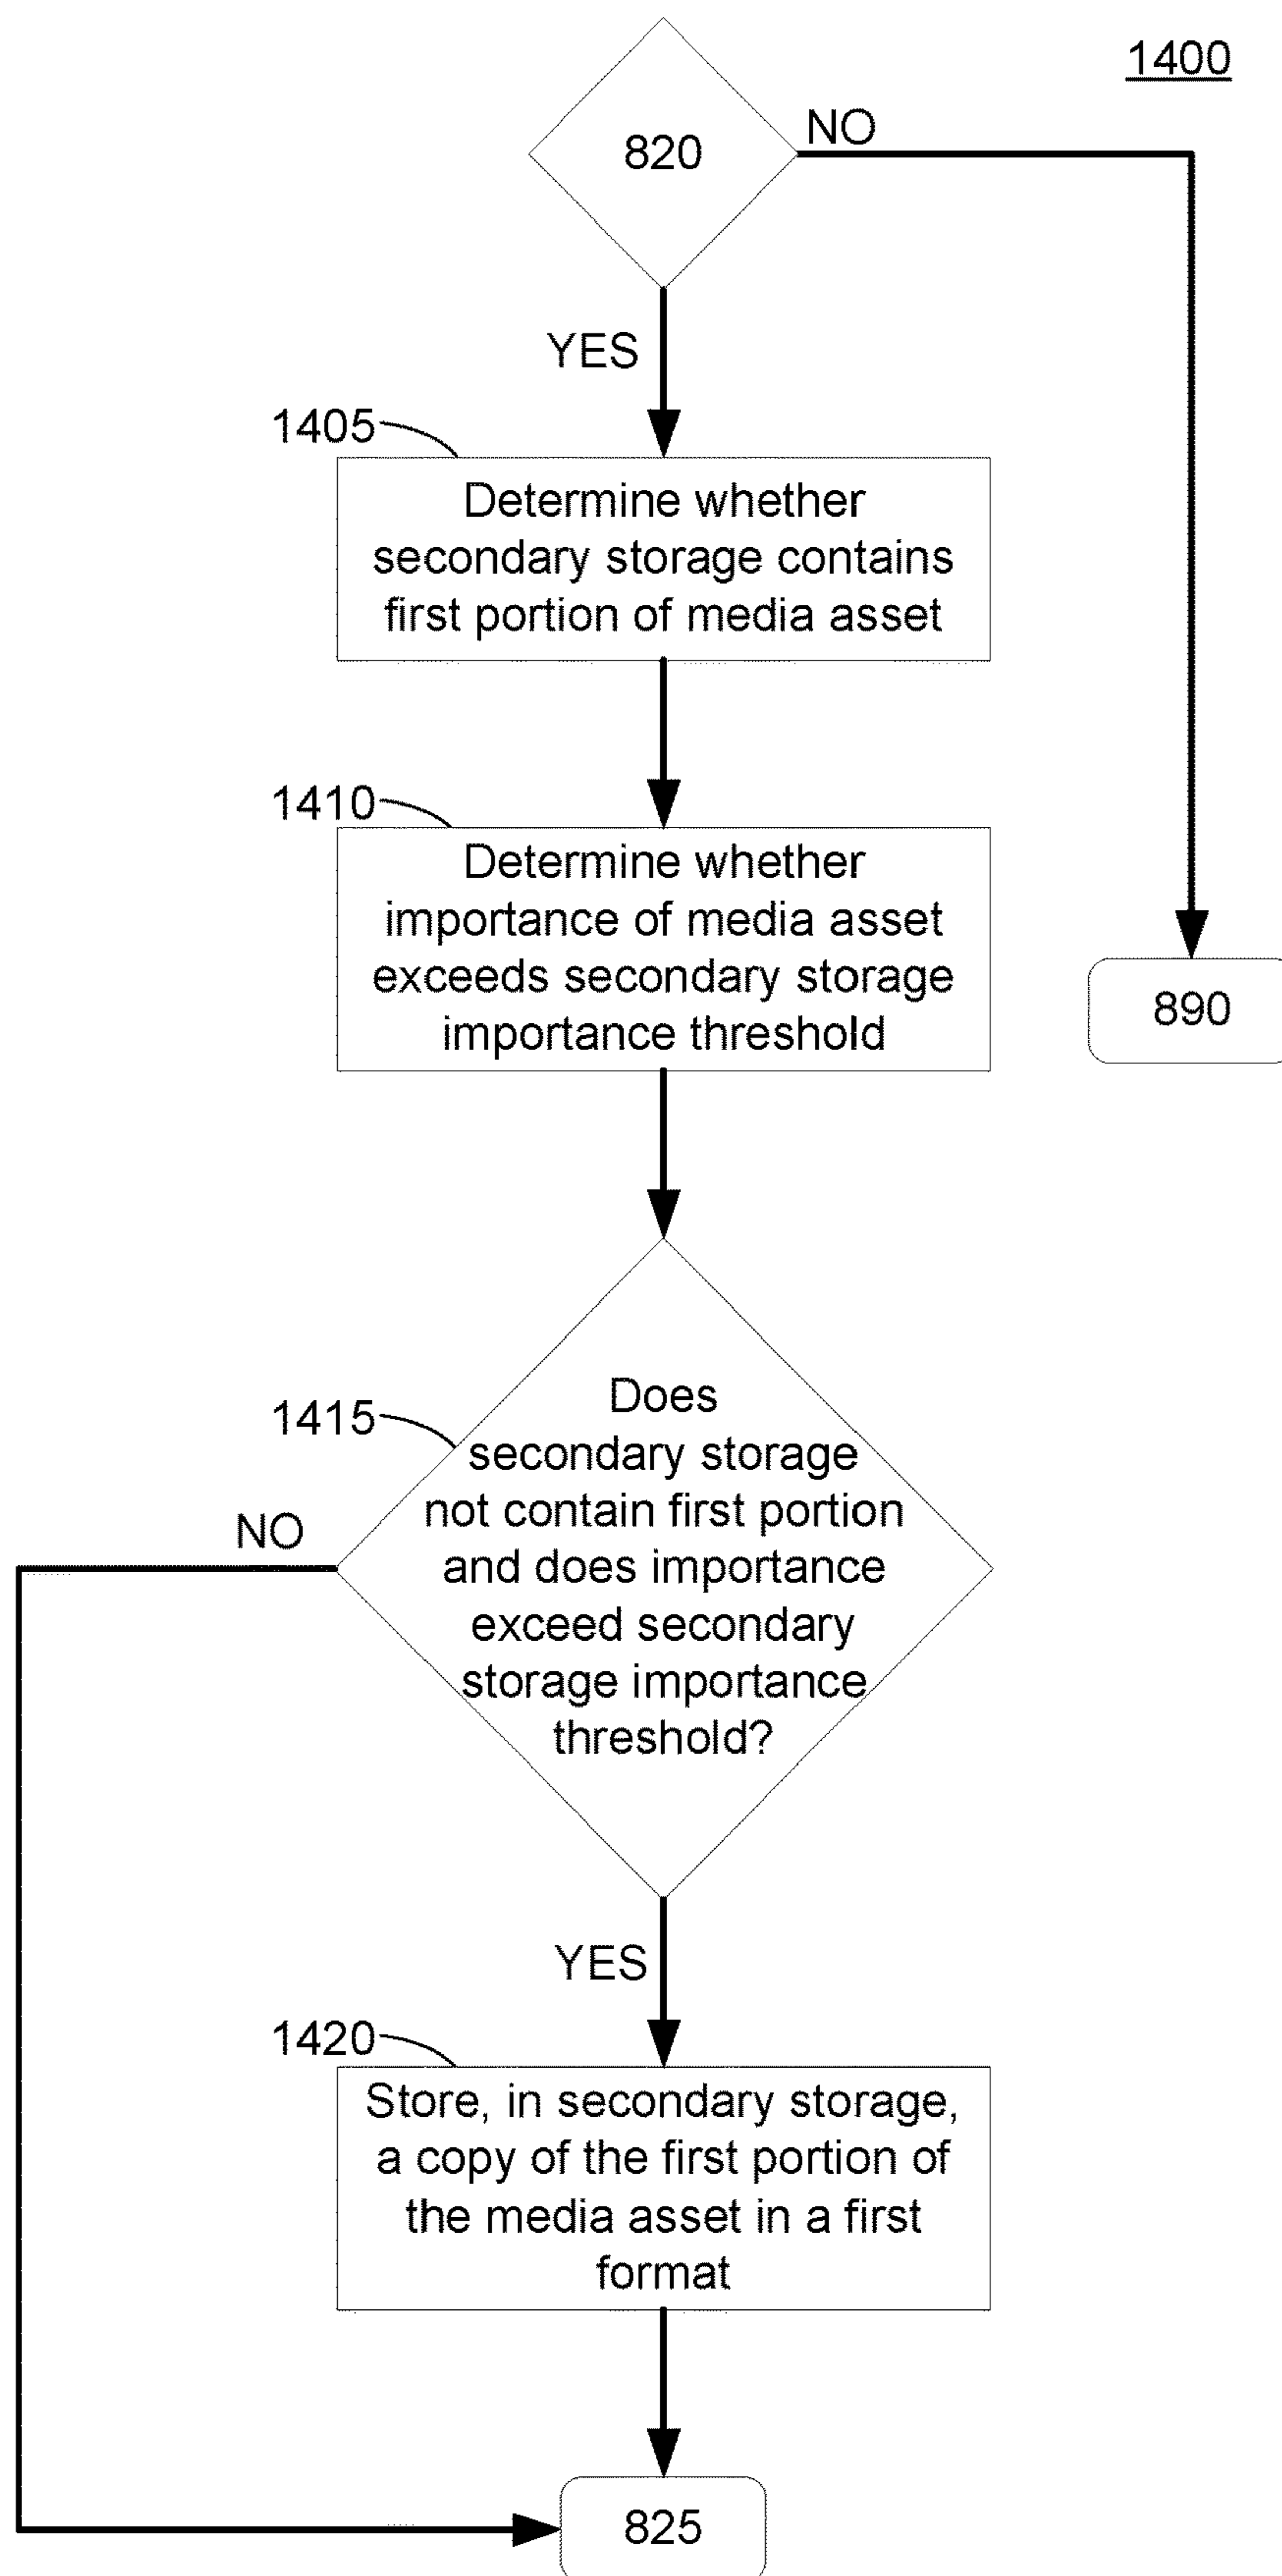 1400
820
NO
YES
1405
Determine whether
secondary storage contains
first portion of media asset
1410
Determine whether
importance of media asset
exceeds secondary storage
importance threshold
890
1415
Does
secondary storage
not contain first portion
and does importance
exceed secondary
storage importance
threshold?
NO
YES
1420
Store, in secondary storage,
a copy of the first portion of
the media asset in a first
format
825